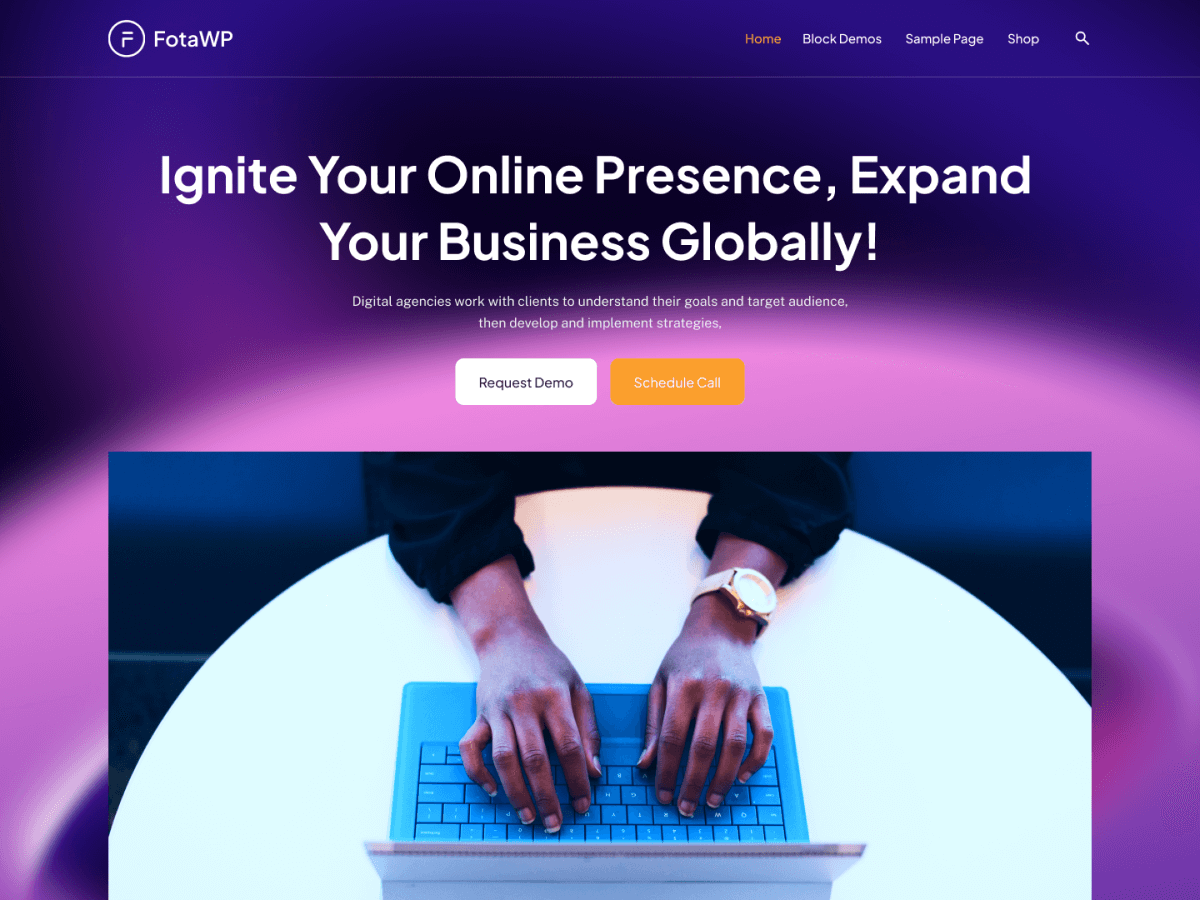 FotaWP
Home Block Demos Sample Page Shop
Ignite Your Online Presence, Expand
Your Business Globally!
Digital agencies work with clients to understand their goals and target audience,
then develop and implement strategies,
Request Demo Schedule Call